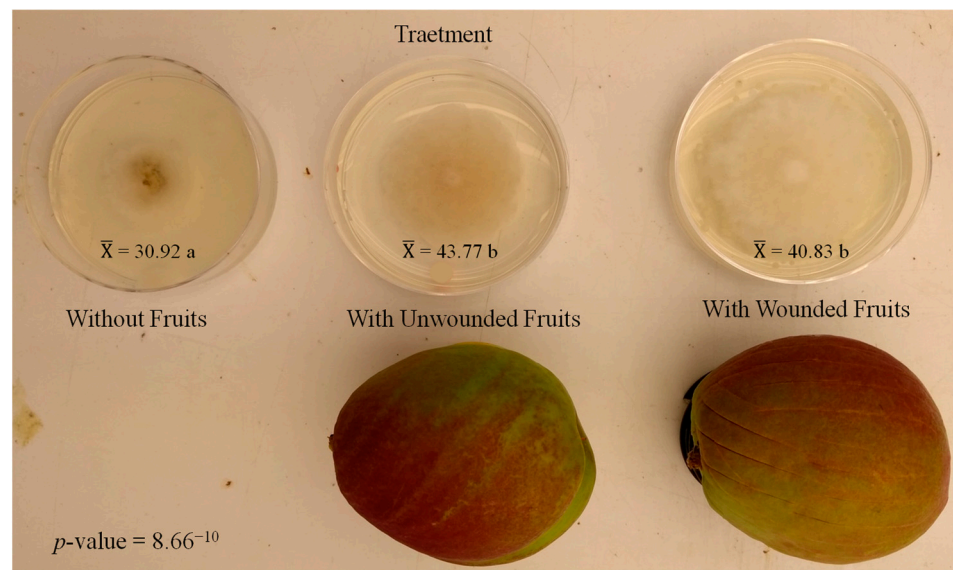 Traetment
X̅ = 30.92 a
X̅ = 43.77 b
X̅ = 40.83 b
Without Fruits
With Unwounded Fruits
With Wounded Fruits
p-value = 8.66⁻¹⁰